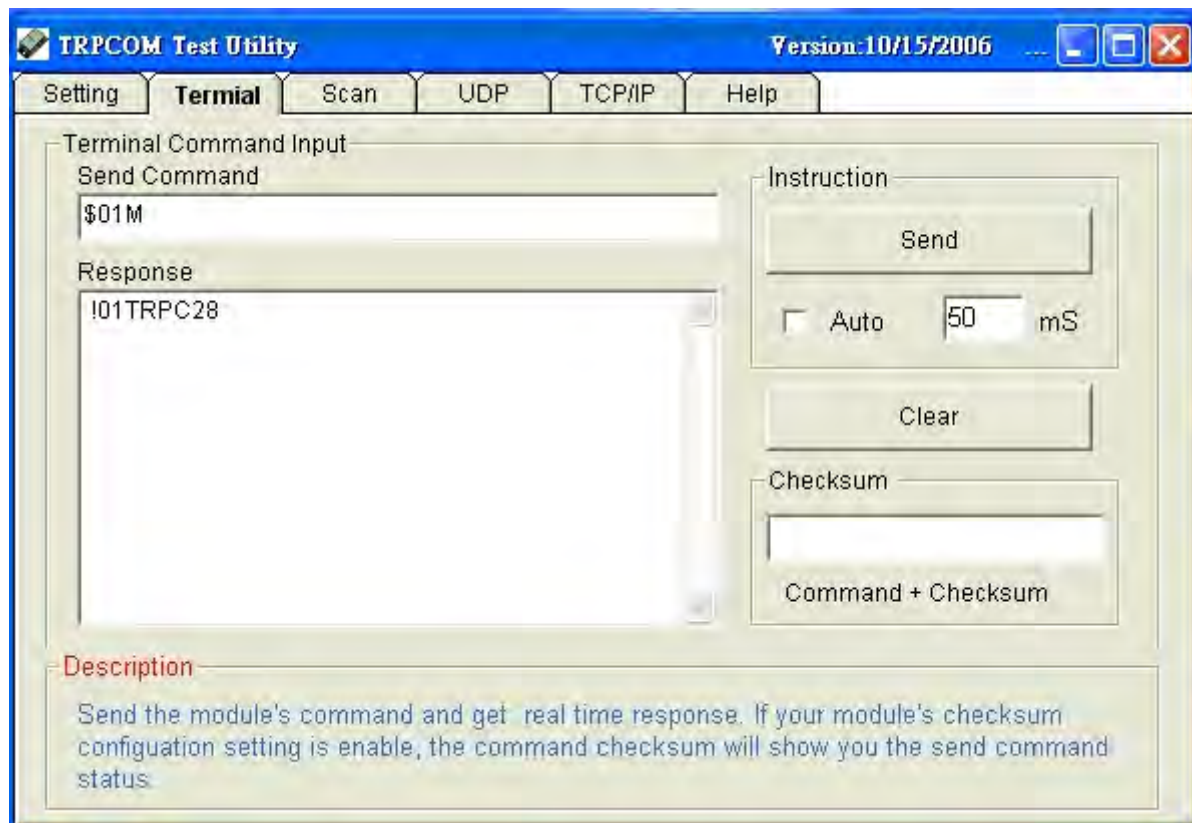 TRPCOM Test Utility Version:10/15/2006 ...
Setting Termial Scan UDP TCP/IP Help
Terminal Command Input
Send Command
$01M
Response
!01TRPC28
Instruction
Send
Auto 50 mS
Clear
Checksum
Command + Checksum
Description
Send the module's command and get real time response. If your module's checksum
configuation setting is enable, the command checksum will show you the send command
status.